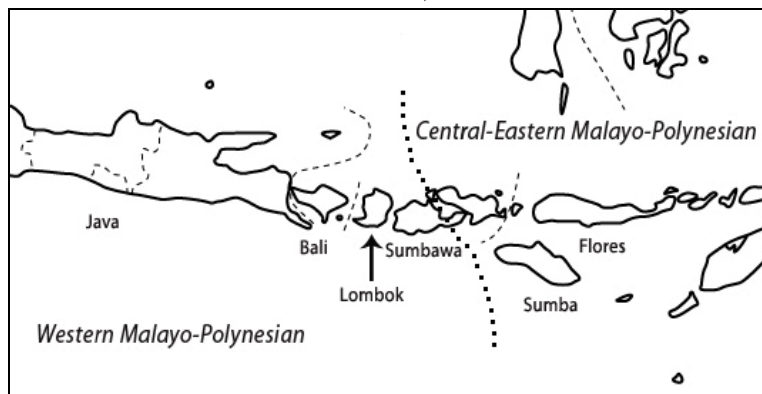 Central-Eastern Malayo-Polynesian
Java
Bali
Sumbawa
Flores
Lombok
Sumba
Western Malayo-Polynesian